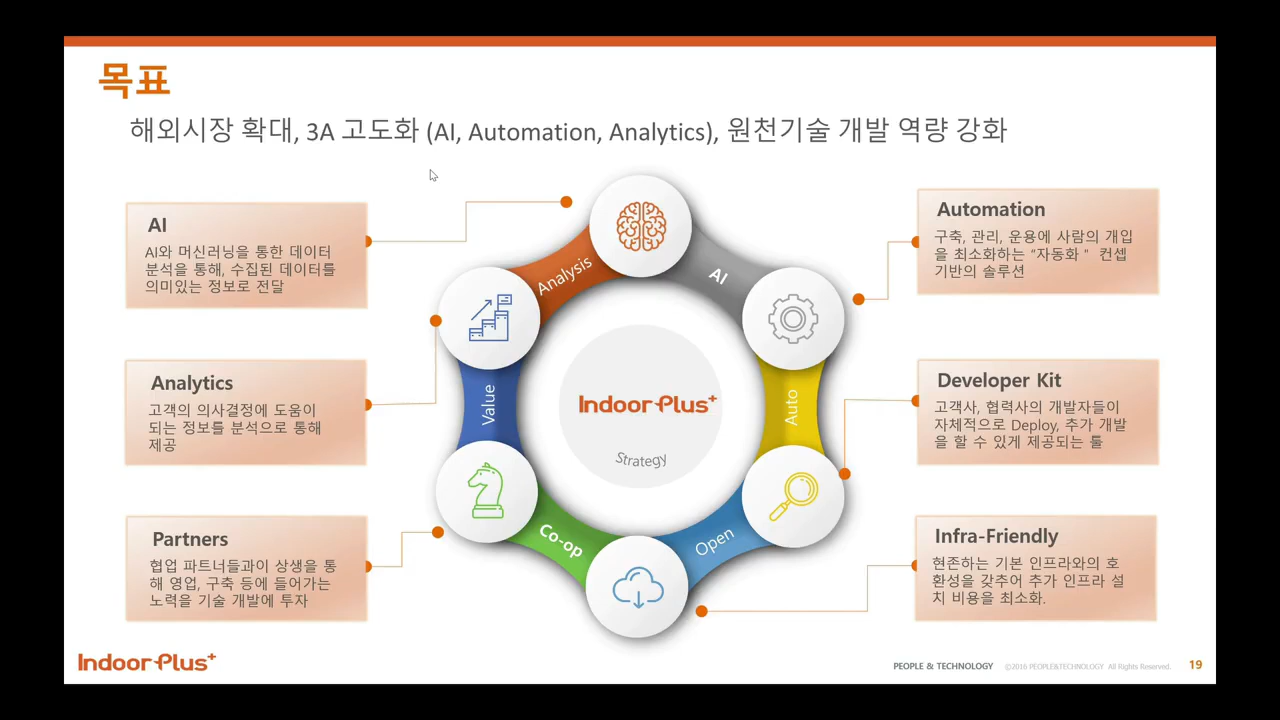 목표
해외시장 확대, 3A 고도화 (AI, Automation, Analytics), 원천기술 개발 역량 강화
AI
AI와 머신러닝을 통한 데이터
분석을 통해, 수집된 데이터를
의미있는 정보로 전달
Analytics
고객의 의사결정에 도움이
되는 정보를 분석으로 통해
제공
Partners
협업 파트너들과이 상생을 통
해 영업, 구축 등에 들어가는
노력을 기술 개발에 투자
Analysis
AI
Value
Auto
Co-op
Open
Indoor Plus+
Strategy
Automation
구축, 관리, 운용에 사람의 개입
을 최소화하는 “자동화 " 컨셉
기반의 솔루션
Developer Kit
고객사, 협력사의 개발자들이
자체적으로 Deploy, 추가 개발
을 할 수 있게 제공되는 툴
Infra-Friendly
현존하는 기본 인프라와의 호
환성을 갖추어 추가 인프라 설
치 비용을 최소화.
Indoor Plus+
PEOPLE & TECHNOLOGY ©2016 PEOPLE&TECHNOLOGY All Rights Reserved. 19